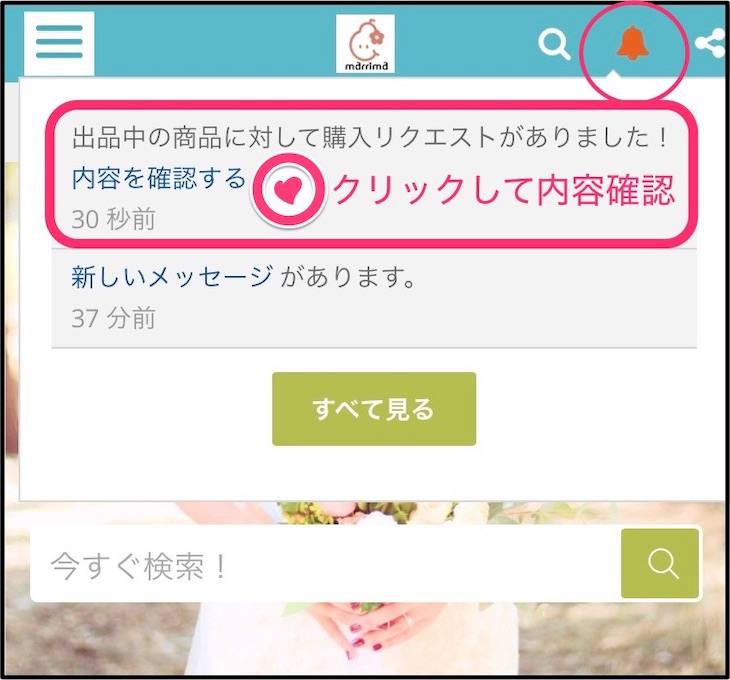 marrima
出品中の商品に対して購入リクエストがありました！
内容を確認する クリックして内容確認
30 秒前
新しいメッセージ があります。
37 分前
すべて見る
今すぐ検索！